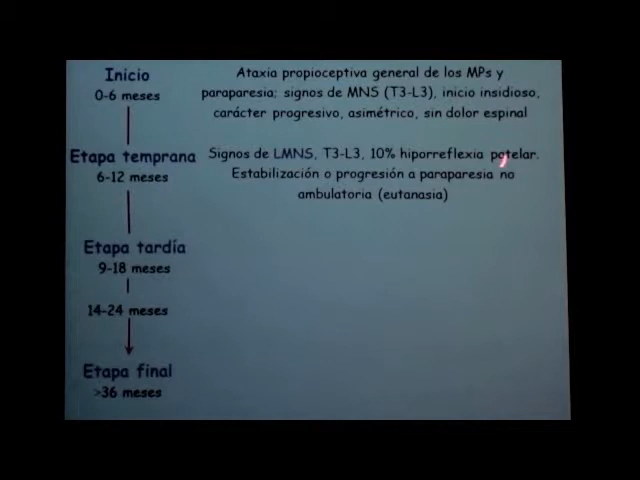 Inicio
0-6 meses
Ataxia propioceptiva general de los MPs y
paraparesia; signos de MNS (T3-L3), inicio insidioso,
carácter progresivo, asimétrico, sin dolor espinal
Etapa temprana
6-12 meses
Signos de LMNS, T3-L3, 10% hiporreflexia patelar.
Estabilización o progresión a paraparesia no
ambulatoria (eutanasia)
Etapa tardía
9-18 meses
14-24 meses
Etapa final
>36 meses